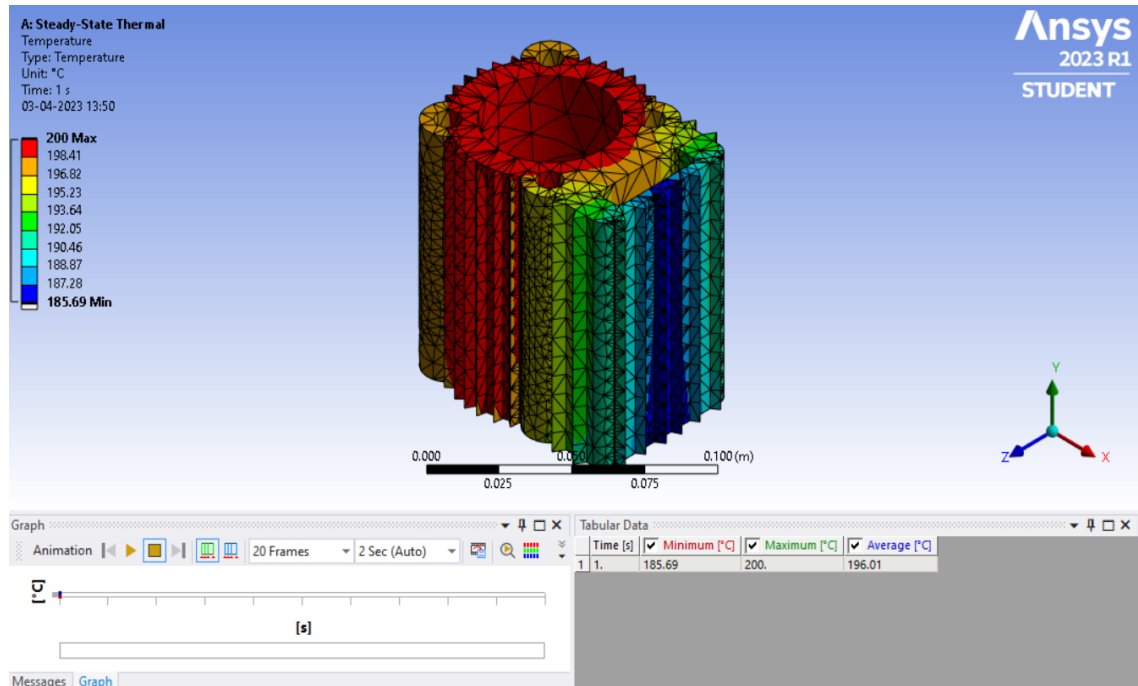 A: Steady-State Thermal
Temperature
Type: Temperature
Unit: °C
Time: 1 s
03-04-2023 13:50
200 Max
198.41
196.82
195.23
193.64
192.05
190.46
188.87
187.28
185.69 Min
Ansys
2023 R1
STUDENT
0.000
0.050
0.100 (m)
0.025
0.075
Y
Z
X
Graph
Animation 20 Frames 2 Sec (Auto)
[°C]
[s]
Messages Graph
Tabular Data
Time [s] Minimum [°C] Maximum [°C] Average [°C]
1 1. 185.69 200. 196.01